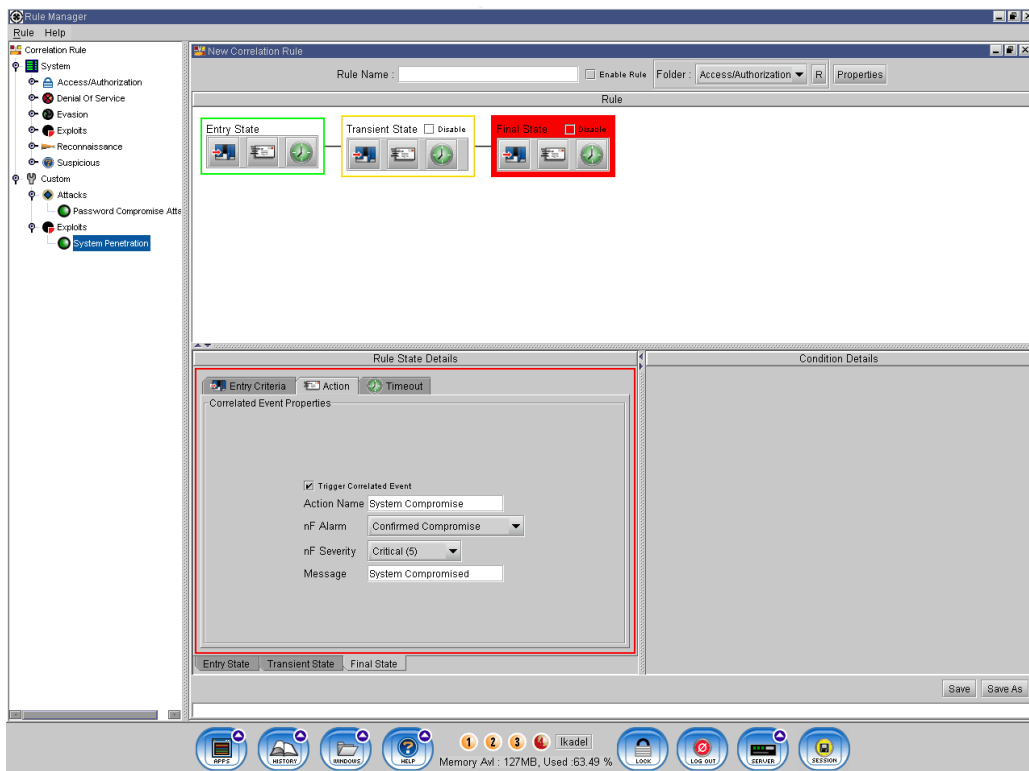 Rule Manager
Rule Help
Correlation Rule
System
Access/Authorization
Denial Of Service
Evasion
Exploits
Reconnaissance
Suspicious
Custom
Attacks
Password Compromise Atta
Exploits
System Penetration
New Correlation Rule
Rule Name :
Enable Rule
Folder : Access/Authorization R Properties
Rule
Entry State
Transient State Disable
Final State Disable
Rule State Details
Condition Details
Entry Criteria Action Timeout
Correlated Event Properties
Trigger Correlated Event
Action Name System Compromise
nF Alarm Confirmed Compromise
nF Severity Critical (5)
Message System Compromised
Entry State Transient State Final State
Save Save As
APPS HISTORY WINDOWS HELP
1 2 3 4 lkadel
Memory Avl : 127MB, Used :63.49 %
LOCK LOG OUT SERVER SESSION